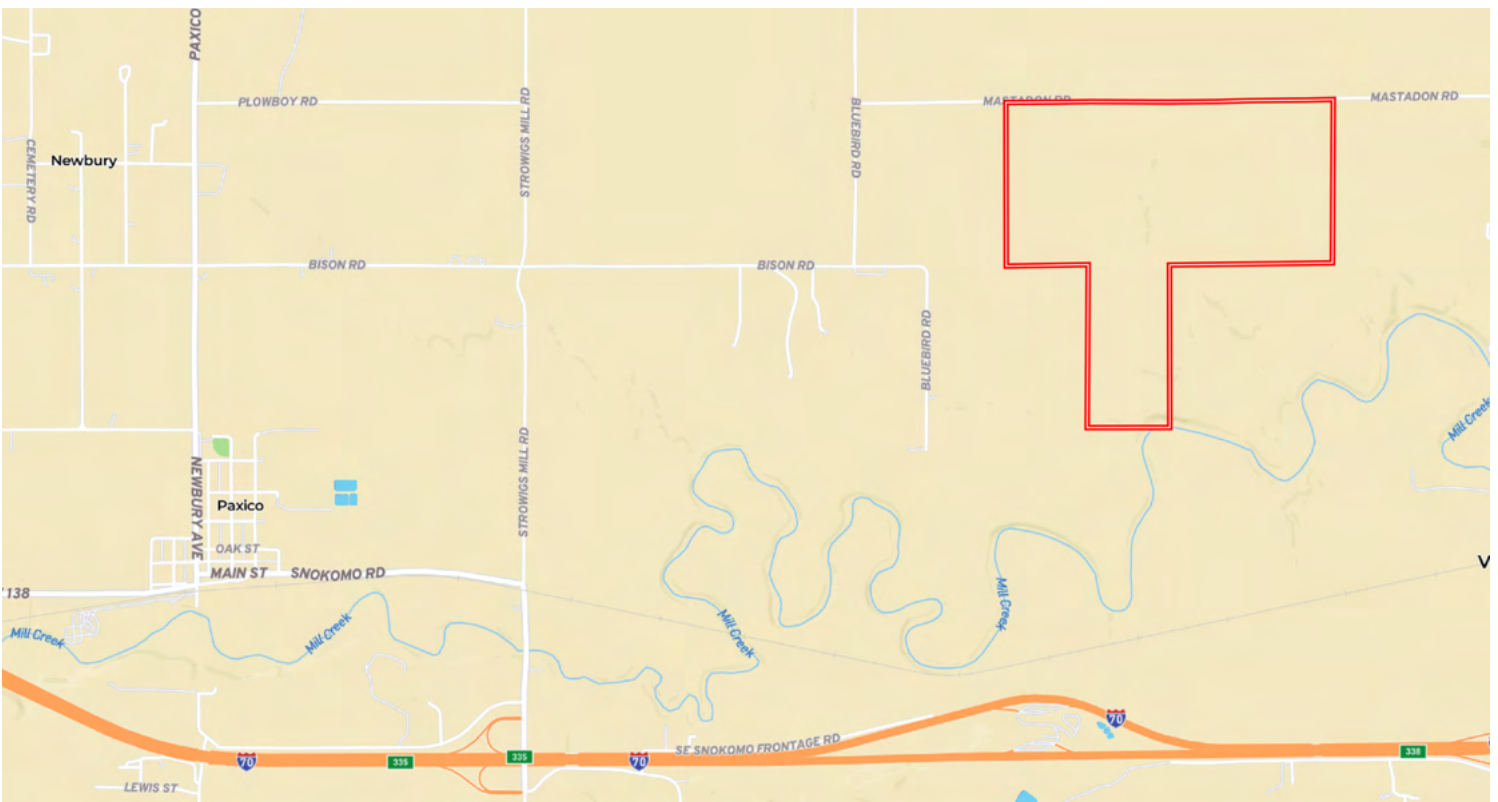 PAXICO
PLOWBOY RD
STROWIGS MILL RD
BLUEBIRD RD
MASTADON RD
MASTADON RD
CEMETERY RD
Newbury
BISON RD
BISON RD
BLUEBIRD RD
Mill Creek
NEWBURY AVE
STROWIGS MILL RD
Paxico
OAK ST
MAIN ST
SNOKOMO RD
V
138
Mill Creek
Mill Creek
Mill Creek
Mill Creek
SE SNOKOMO FRONTAGE RD
70
335
335
70
70
338
LEWIS ST